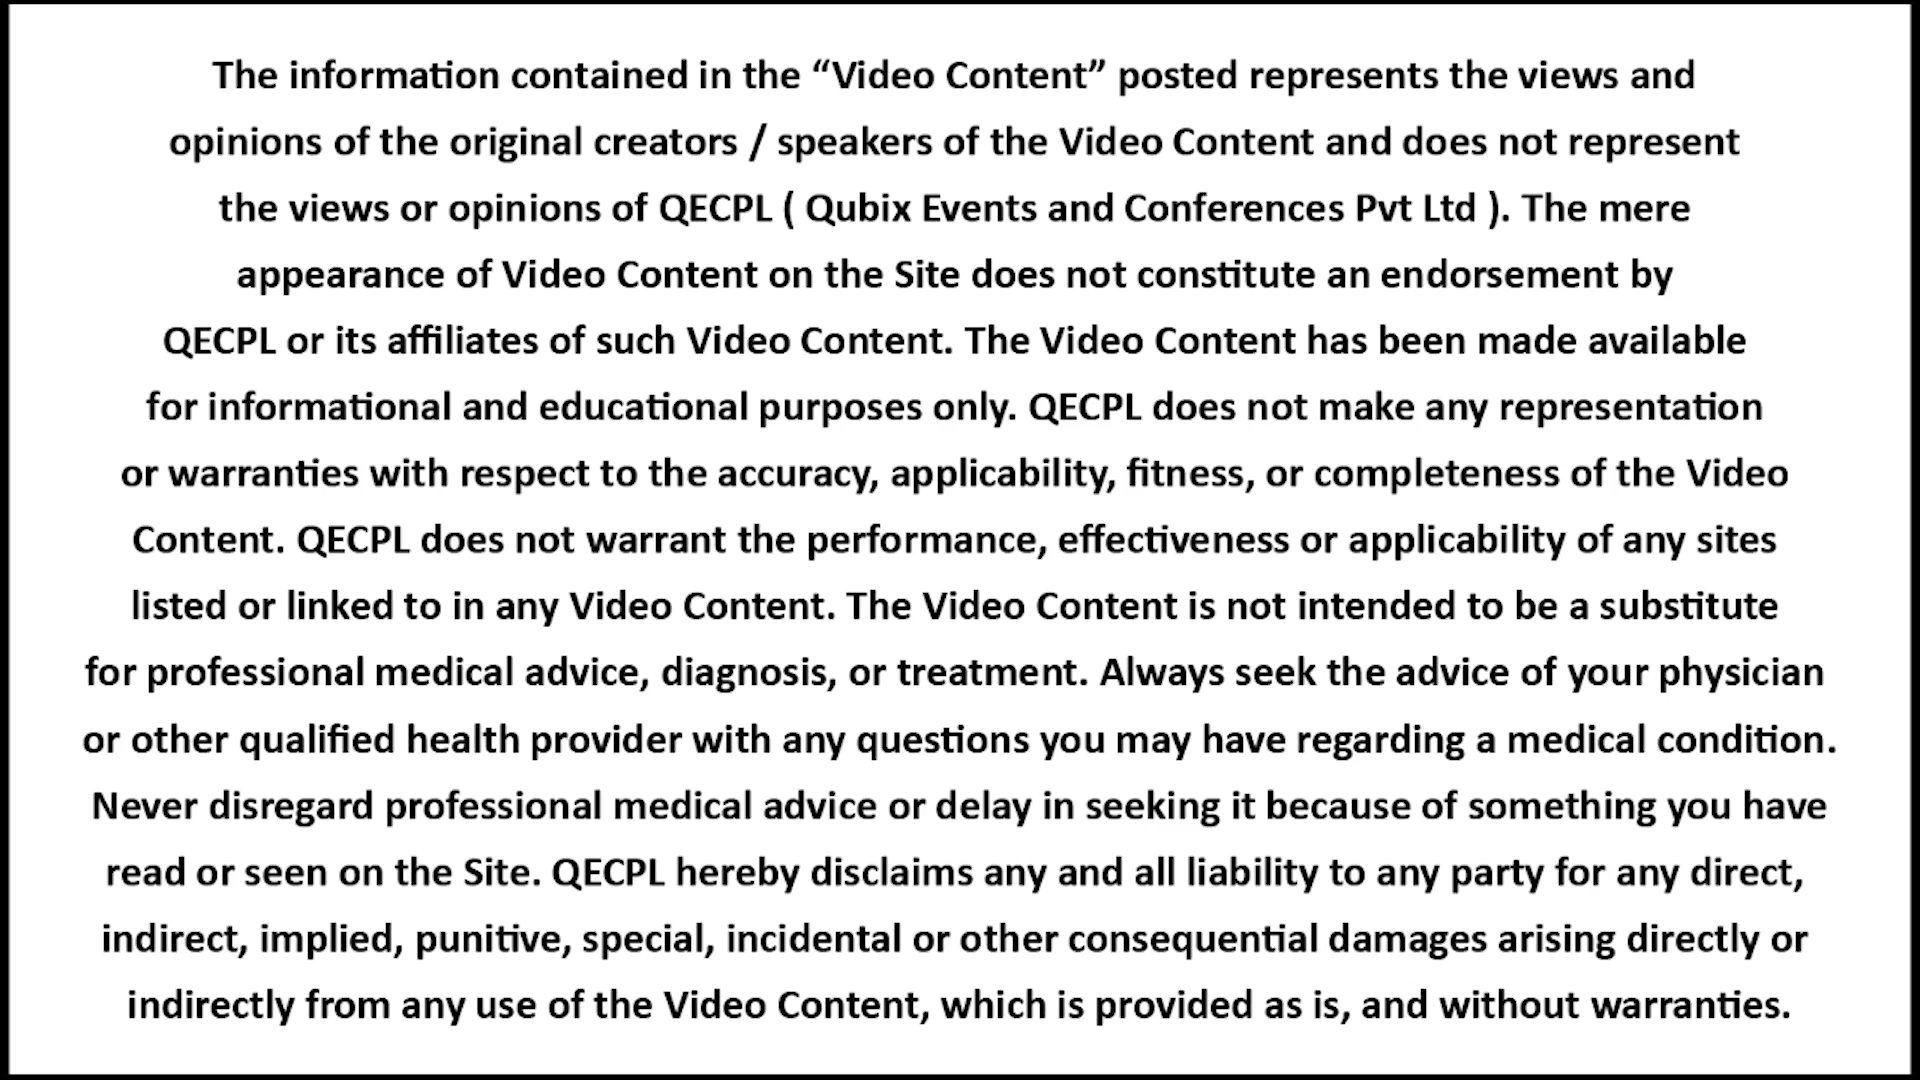 The information contained in the “Video Content” posted represents the views and
opinions of the original creators / speakers of the Video Content and does not represent
the views or opinions of QECPL ( Qubix Events and Conferences Pvt Ltd ). The mere
appearance of Video Content on the Site does not constitute an endorsement by
QECPL or its affiliates of such Video Content. The Video Content has been made available
for informational and educational purposes only. QECPL does not make any representation
or warranties with respect to the accuracy, applicability, fitness, or completeness of the Video
Content. QECPL does not warrant the performance, effectiveness or applicability of any sites
listed or linked to in any Video Content. The Video Content is not intended to be a substitute
for professional medical advice, diagnosis, or treatment. Always seek the advice of your physician
or other qualified health provider with any questions you may have regarding a medical condition.
Never disregard professional medical advice or delay in seeking it because of something you have
read or seen on the Site. QECPL hereby disclaims any and all liability to any party for any direct,
indirect, implied, punitive, special, incidental or other consequential damages arising directly or
indirectly from any use of the Video Content, which is provided as is, and without warranties.